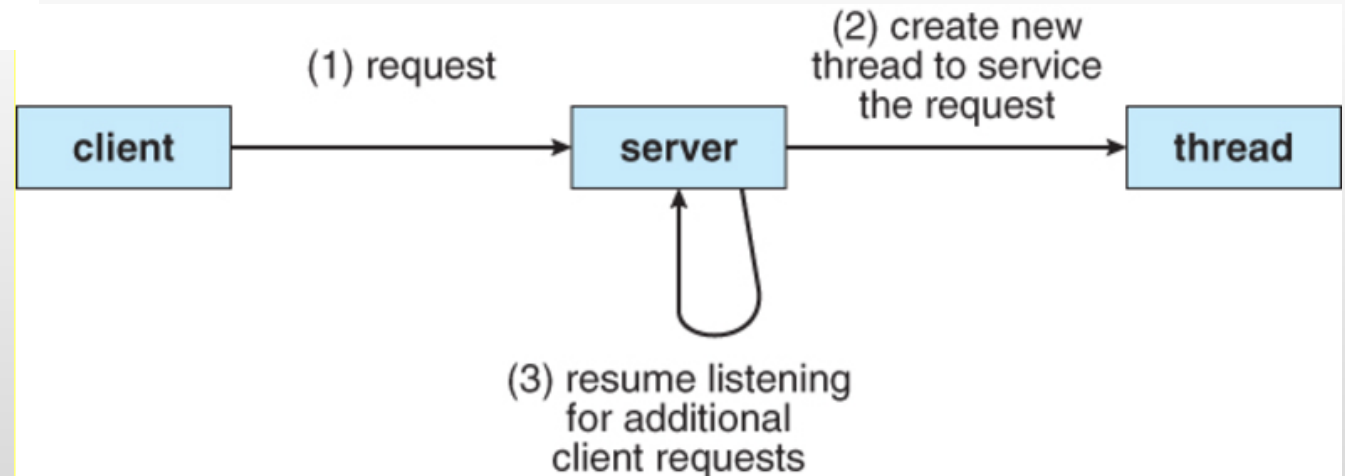 (1) request
(2) create new
thread to service
the request
client
server
thread
(3) resume listening
for additional
client requests